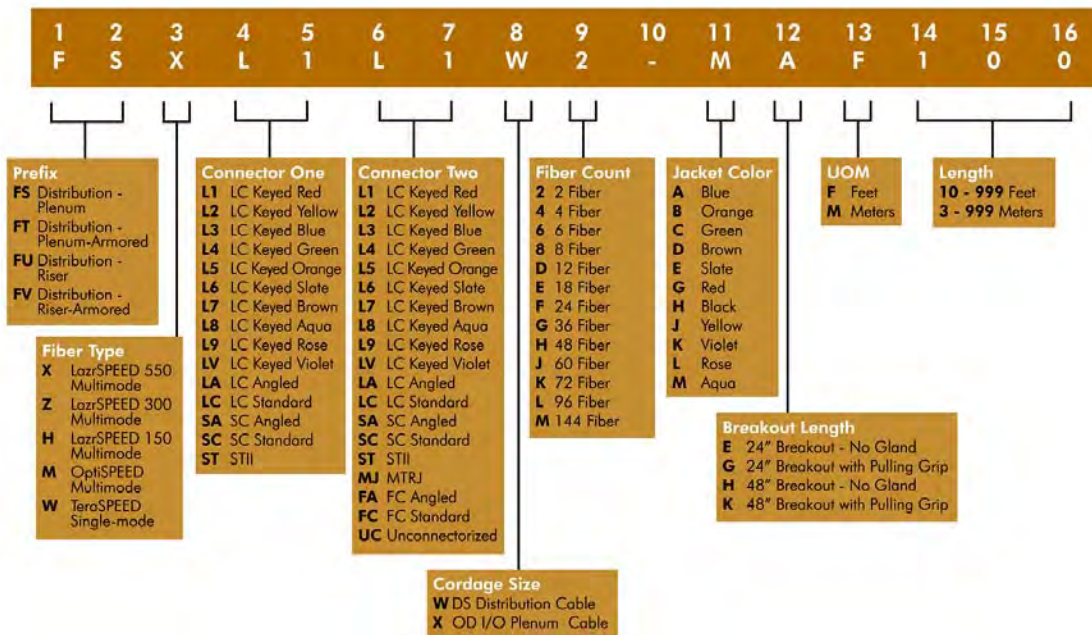 1 2 3 4 5 6 7 8 9 10 11 12 13 14 15 16
F S X L 1 L 1 W 2 - M A F 1 0 0
Prefix
FS Distribution -
Plenum
FT Distribution -
Plenum-Armored
FU Distribution -
Riser
FV Distribution -
Riser-Armored
Fiber Type
X LazrSPEED 550
Multimode
Z LazrSPEED 300
Multimode
H LazrSPEED 150
Multimode
M OptiSPEED
Multimode
W TeraSPEED
Single-mode
Connector One
L1 LC Keyed Red
L2 LC Keyed Yellow
L3 LC Keyed Blue
L4 LC Keyed Green
L5 LC Keyed Orange
L6 LC Keyed Slate
L7 LC Keyed Brown
L8 LC Keyed Aqua
L9 LC Keyed Rose
LV LC Keyed Violet
LA LC Angled
LC LC Standard
SA SC Angled
SC SC Standard
ST STII
Connector Two
L1 LC Keyed Red
L2 LC Keyed Yellow
L3 LC Keyed Blue
L4 LC Keyed Green
L5 LC Keyed Orange
L6 LC Keyed Slate
L7 LC Keyed Brown
L8 LC Keyed Aqua
L9 LC Keyed Rose
LV LC Keyed Violet
LA LC Angled
LC LC Standard
SA SC Angled
SC SC Standard
ST STII
MJ MTRJ
FA FC Angled
FC FC Standard
UC Unconnectorized
Cordage Size
W DS Distribution Cable
X OD I/O Plenum Cable
Fiber Count
2 2 Fiber
4 4 Fiber
6 6 Fiber
8 8 Fiber
D 12 Fiber
E 18 Fiber
F 24 Fiber
G 36 Fiber
H 48 Fiber
J 60 Fiber
K 72 Fiber
L 96 Fiber
M 144 Fiber
Jacket Color
A Blue
B Orange
C Green
D Brown
E Slate
G Red
H Black
J Yellow
K Violet
L Rose
M Aqua
Breakout Length
E 24" Breakout - No Gland
G 24" Breakout with Pulling Grip
H 48" Breakout - No Gland
K 48" Breakout with Pulling Grip
UOM
F Feet
M Meters
Length
10 - 999 Feet
3 - 999 Meters